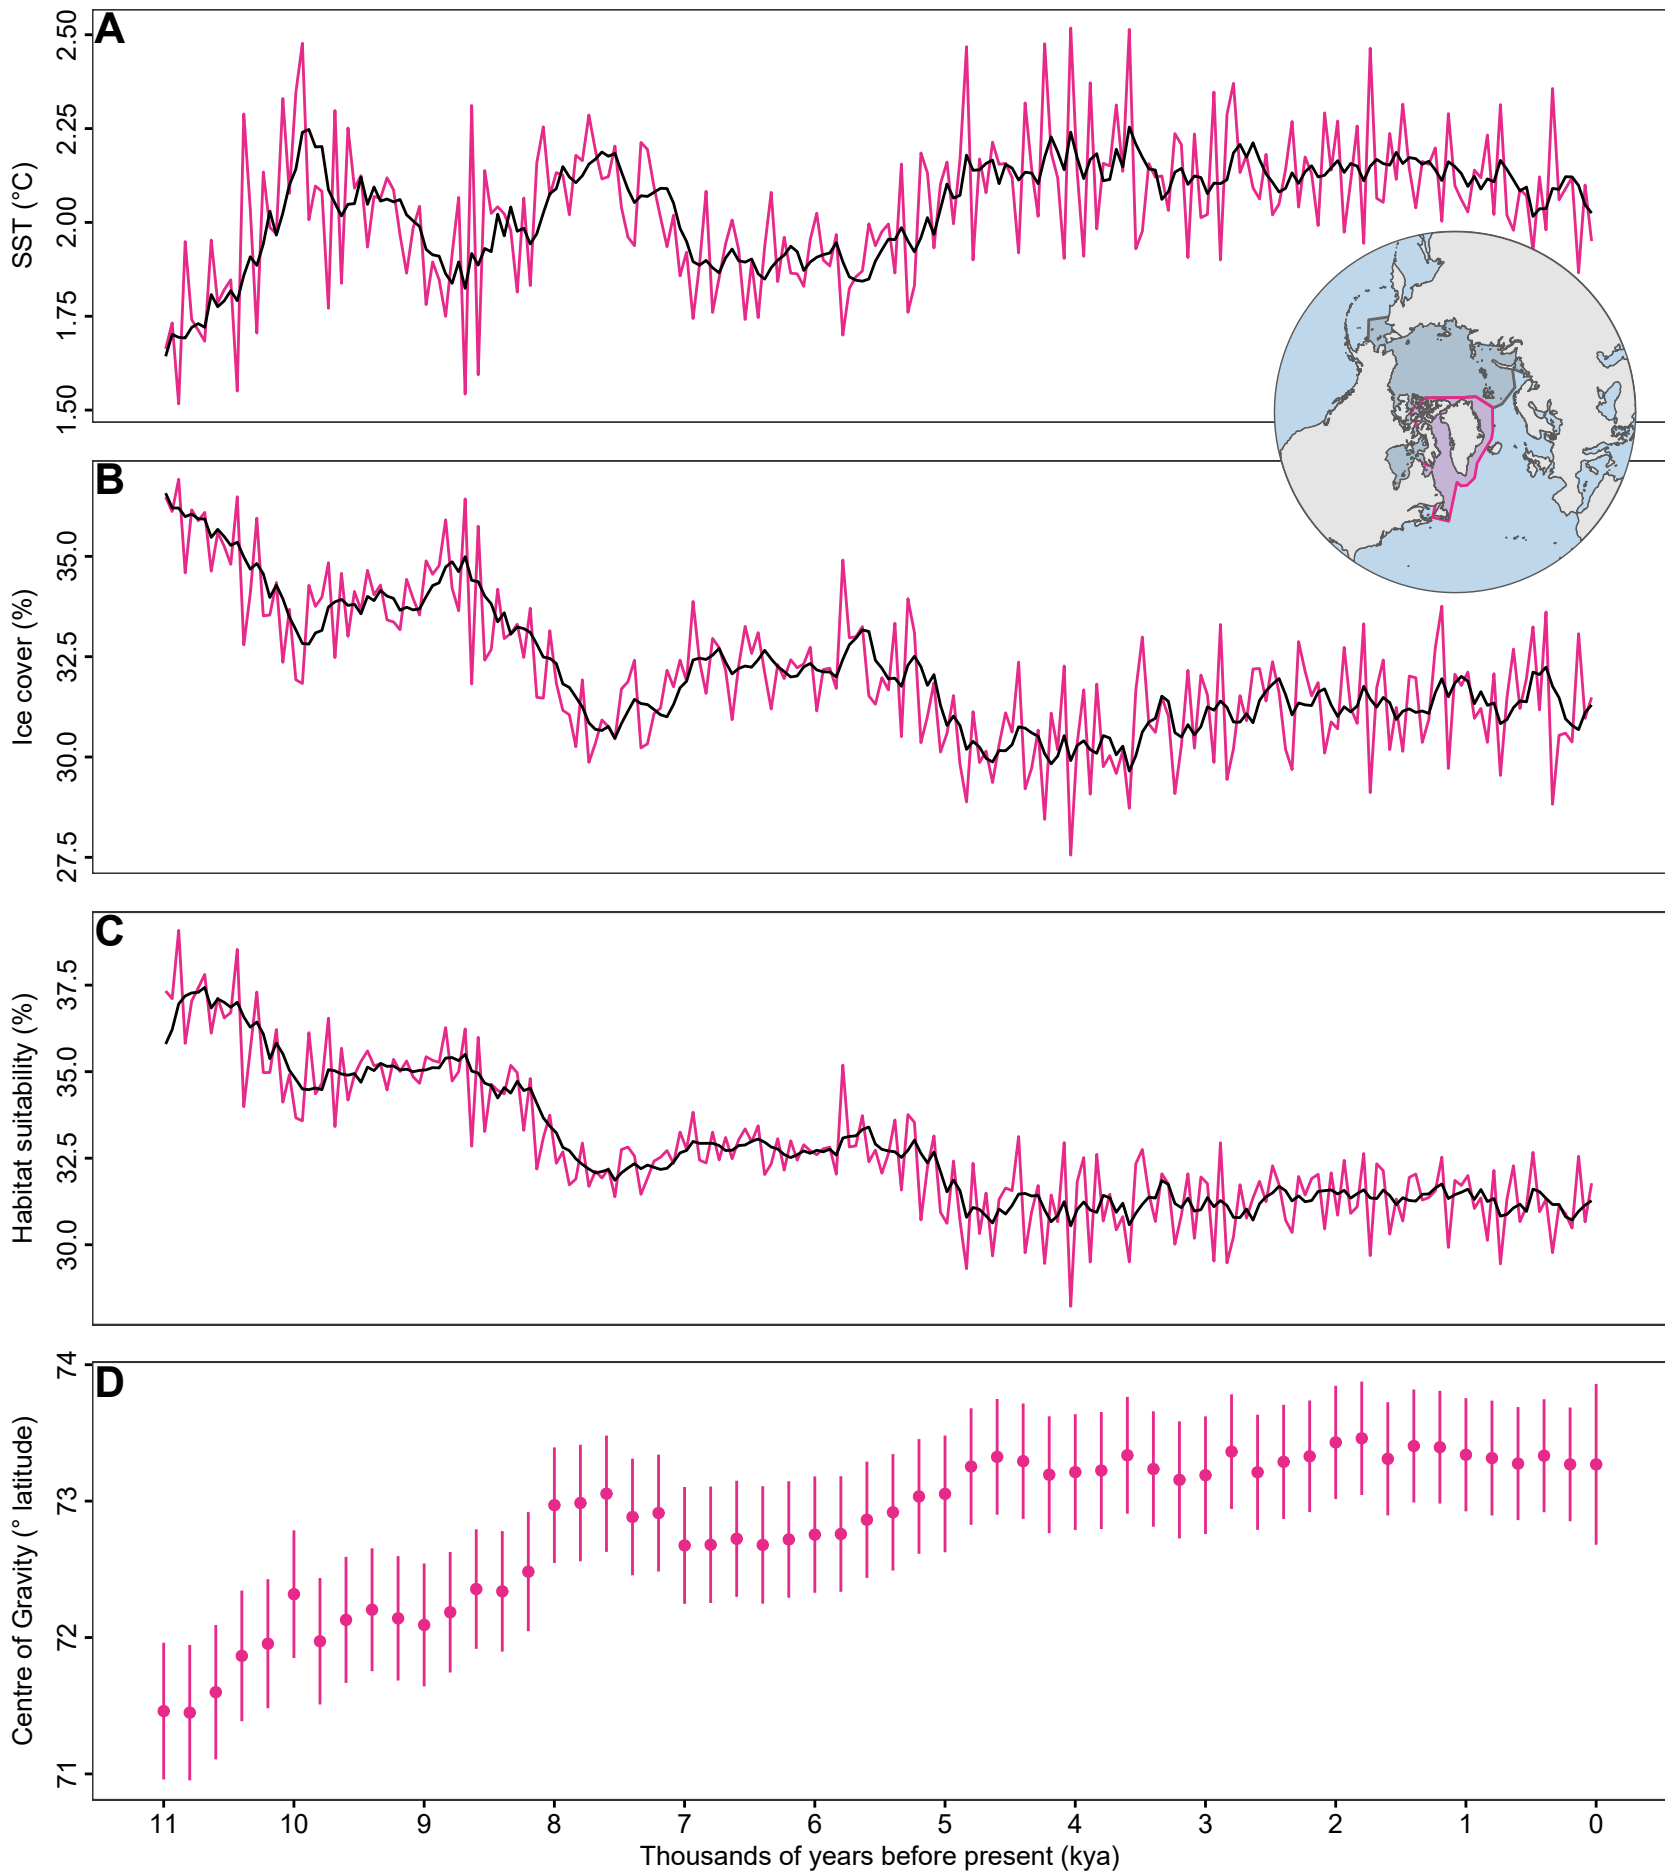 A
SST (°C)
2.50
2.25
2.00
1.75
1.50
B
Ice cover (%)
35.0
32.5
30.0
27.5
C
Habitat suitability (%)
37.5
35.0
32.5
30.0
D
Centre of Gravity (° latitude)
74
73
72
71
11 10 9 8 7 6 5 4 3 2 1 0
Thousands of years before present (kya)